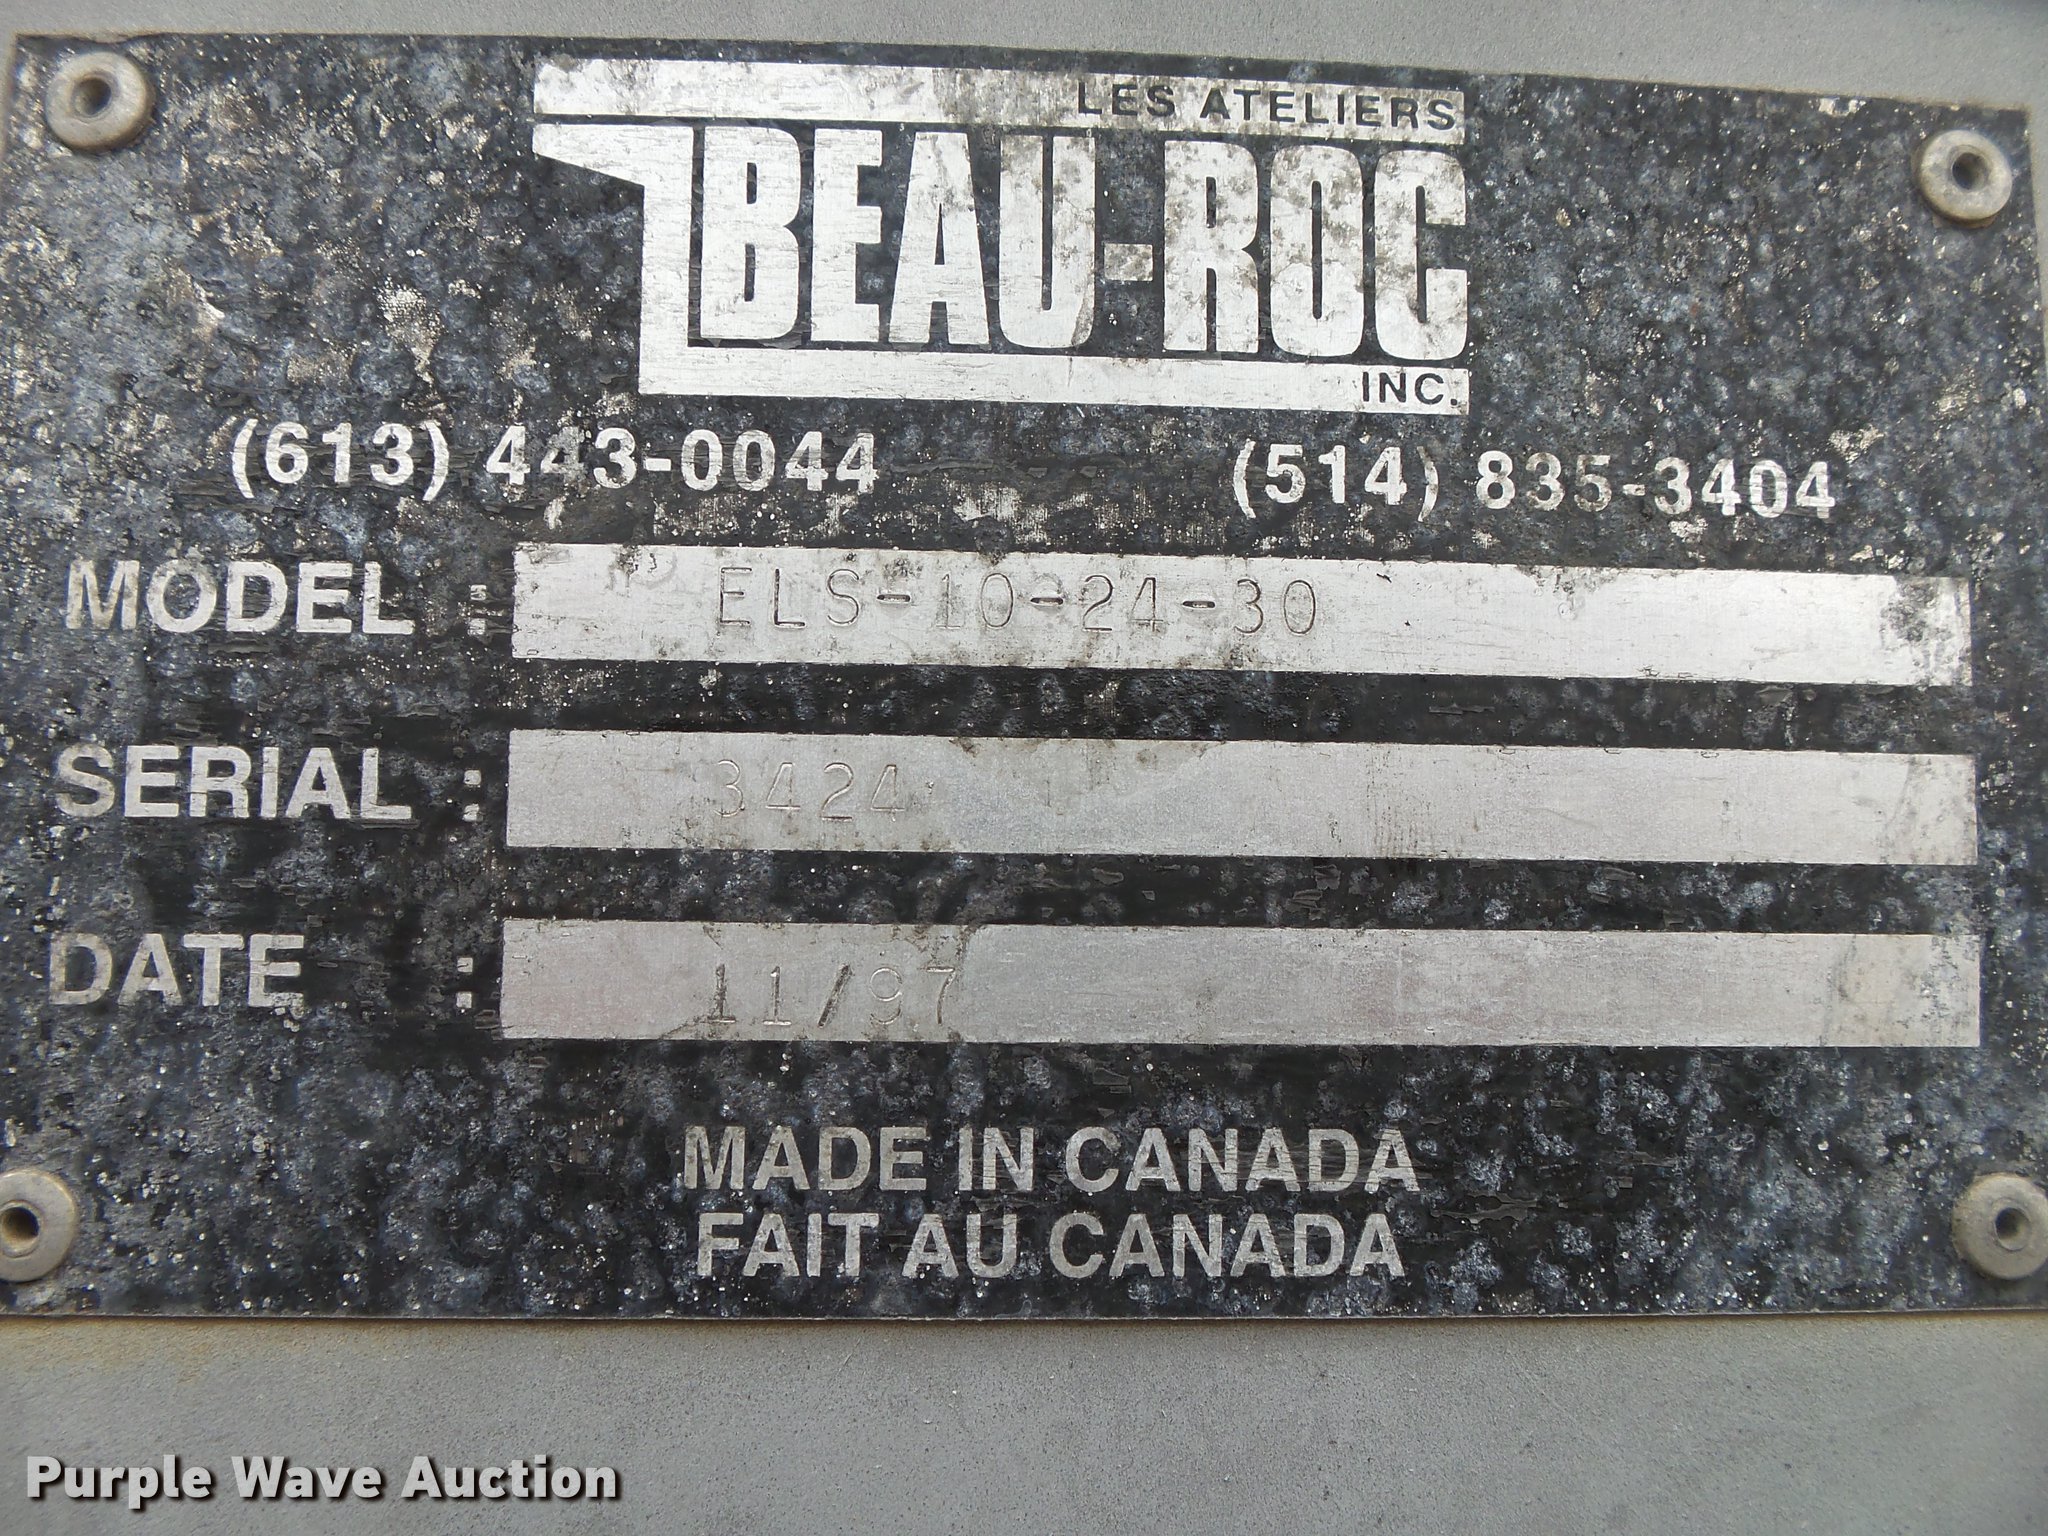 LES ATELIERS
BEAU-ROC
INC.
(613) 443-0044 (514) 835-3404
MODEL : ELS-10-24-30
SERIAL : 3424
DATE : 11/97
MADE IN CANADA
FAIT AU CANADA
Purple Wave Auction